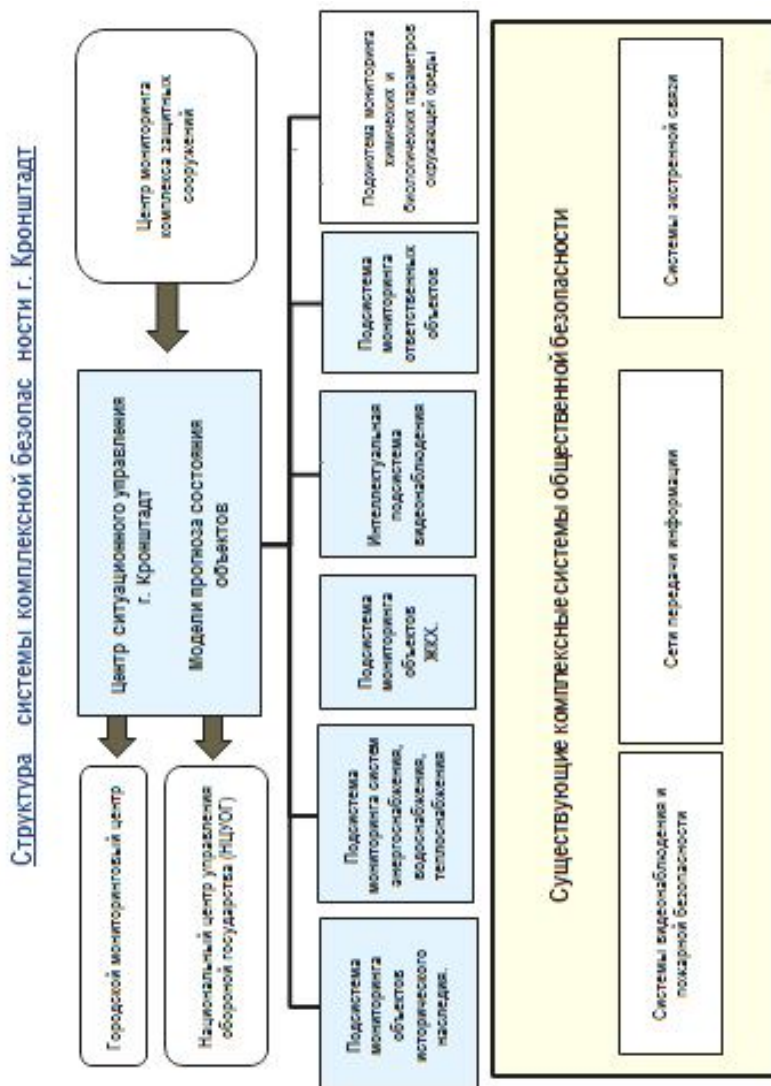 Структура системы комплексной безопас ности г. Кронштадт
Городской мониторинговый центр
Национальный центр управления
обороной государства (НЦУОГ)
Центр ситуационного управления
г. Кронштадт
Модели прогноза состояния
объектов
Центр мониторинга
комплекса защитных
сооружений
Подсистема
мониторинга
объектов
исторического
наследия.
Подсистема
мониторинга систем
анергоснабжения,
водоснабжения,
теплоснабжения
Подсистема
мониторинга
объектов
ЖКХ.
Интеллектуальная
подсистема
видеонаблюдения
Подсистема
мониторинга
ответственных
объектов
Подсистема мониторинга
химических и
биологических параметров
окружающей среды
Существующие комплексные системы общественной безопасности
Системы видеонаблюдения и
пожарной безопасности
Сети передачи информации
Системы экстренной связи